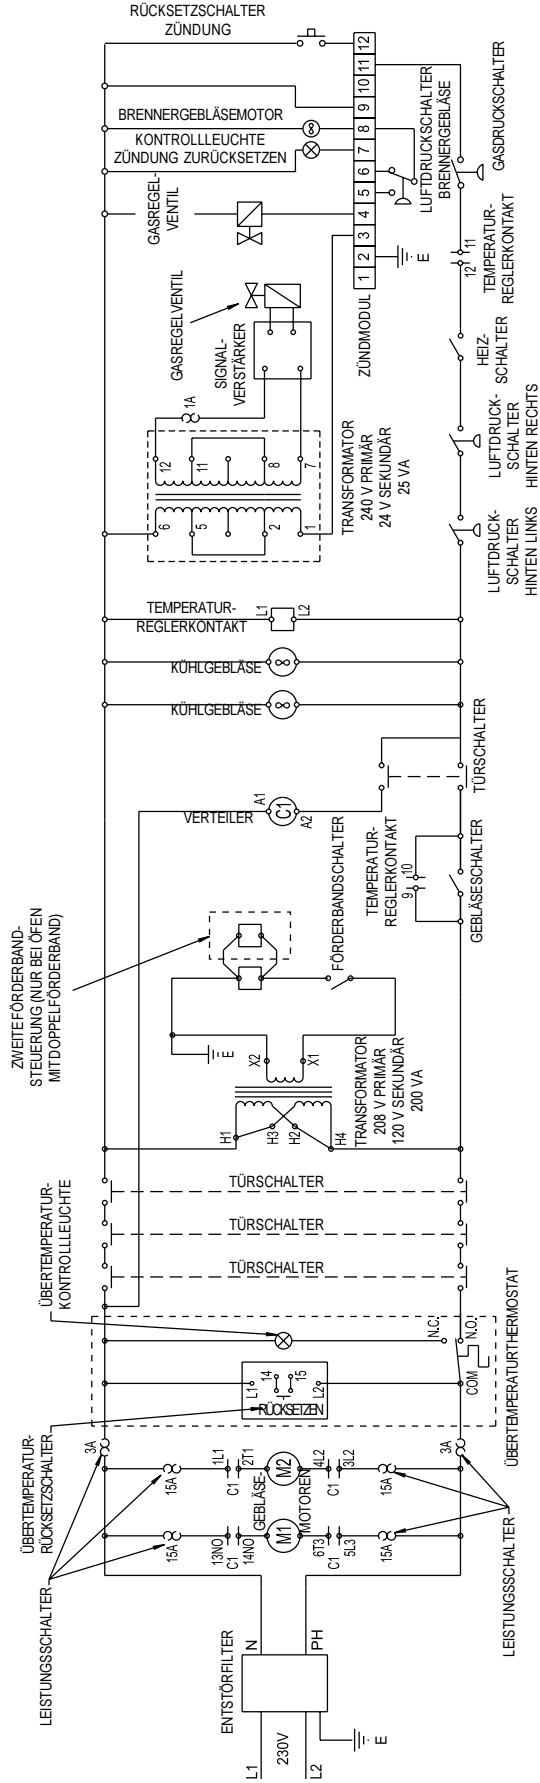 RÜCKSETZSCHALTER
ZÜNDUNG
BRENNERGEBLÄSEMOTOR
KONTROLLLEUCHTE
ZÜNDUNG ZURÜCKSETZEN
GASREGEL-
VENTIL
1
2
3
4
5
6
7
8
9
10
11
12
ZÜNDMODUL
E
LUFTDRUCKSCHALTER
BRENNERGEBLÄSE
GASDRUCKSCHALTER
12 11
TEMPERATUR-
REGLERKONTAKT
HEIZ-
SCHALTER
LUFTDRUCK-
SCHALTER
HINTEN RECHTS
LUFTDRUCK-
SCHALTER
HINTEN LINKS
GASREGELVENTIL
SIGNAL-
VERSTÄRKER
1A
12
11
8
7
6
5
2
1
TRANSFORMATOR
240 V PRIMÄR
24 V SEKUNDÄR
25 VA
TEMPERATUR-
REGLERKONTAKT
L1
L2
KÜHLGEBLÄSE
KÜHLGEBLÄSE
TÜRSCHALTER
VERTEILER
A1
C1
A2
TEMPERATUR-
REGLERKONTAKT
9 10
GEBLÄSESCHALTER
ZWEITE FÖRDERBAND-
STEUERUNG (NUR BEI ÖFEN
MIT DOPPELFÖRDERBAND)
FÖRDERBANDSCHALTER
E
X2
X1
H1
H3
H2
H4
TRANSFORMATOR
208 V PRIMÄR
120 V SEKUNDÄR
200 VA
TÜRSCHALTER
TÜRSCHALTER
TÜRSCHALTER
ÜBERTEMPERATUR-
KONTROLLLEUCHTE
N.C.
N.O.
COM
ÜBERTEMPERATURTHERMOSTAT
L1
14
15
L2
RÜCKSETZEN
ÜBERTEMPERATUR-
RÜCKSETZSCHALTER
3A
3A
15A
1L1
C1
2T1
M2
4L2
C1
3L2
15A
GEBLÄSE-
MOTOREN
15A
13NO
C1
14NO
M1
6T3
C1
5L3
15A
LEISTUNGSSCHALTER
LEISTUNGSSCHALTER
ENTSTÖRFILTER
N
PH
L1
230V
L2
E